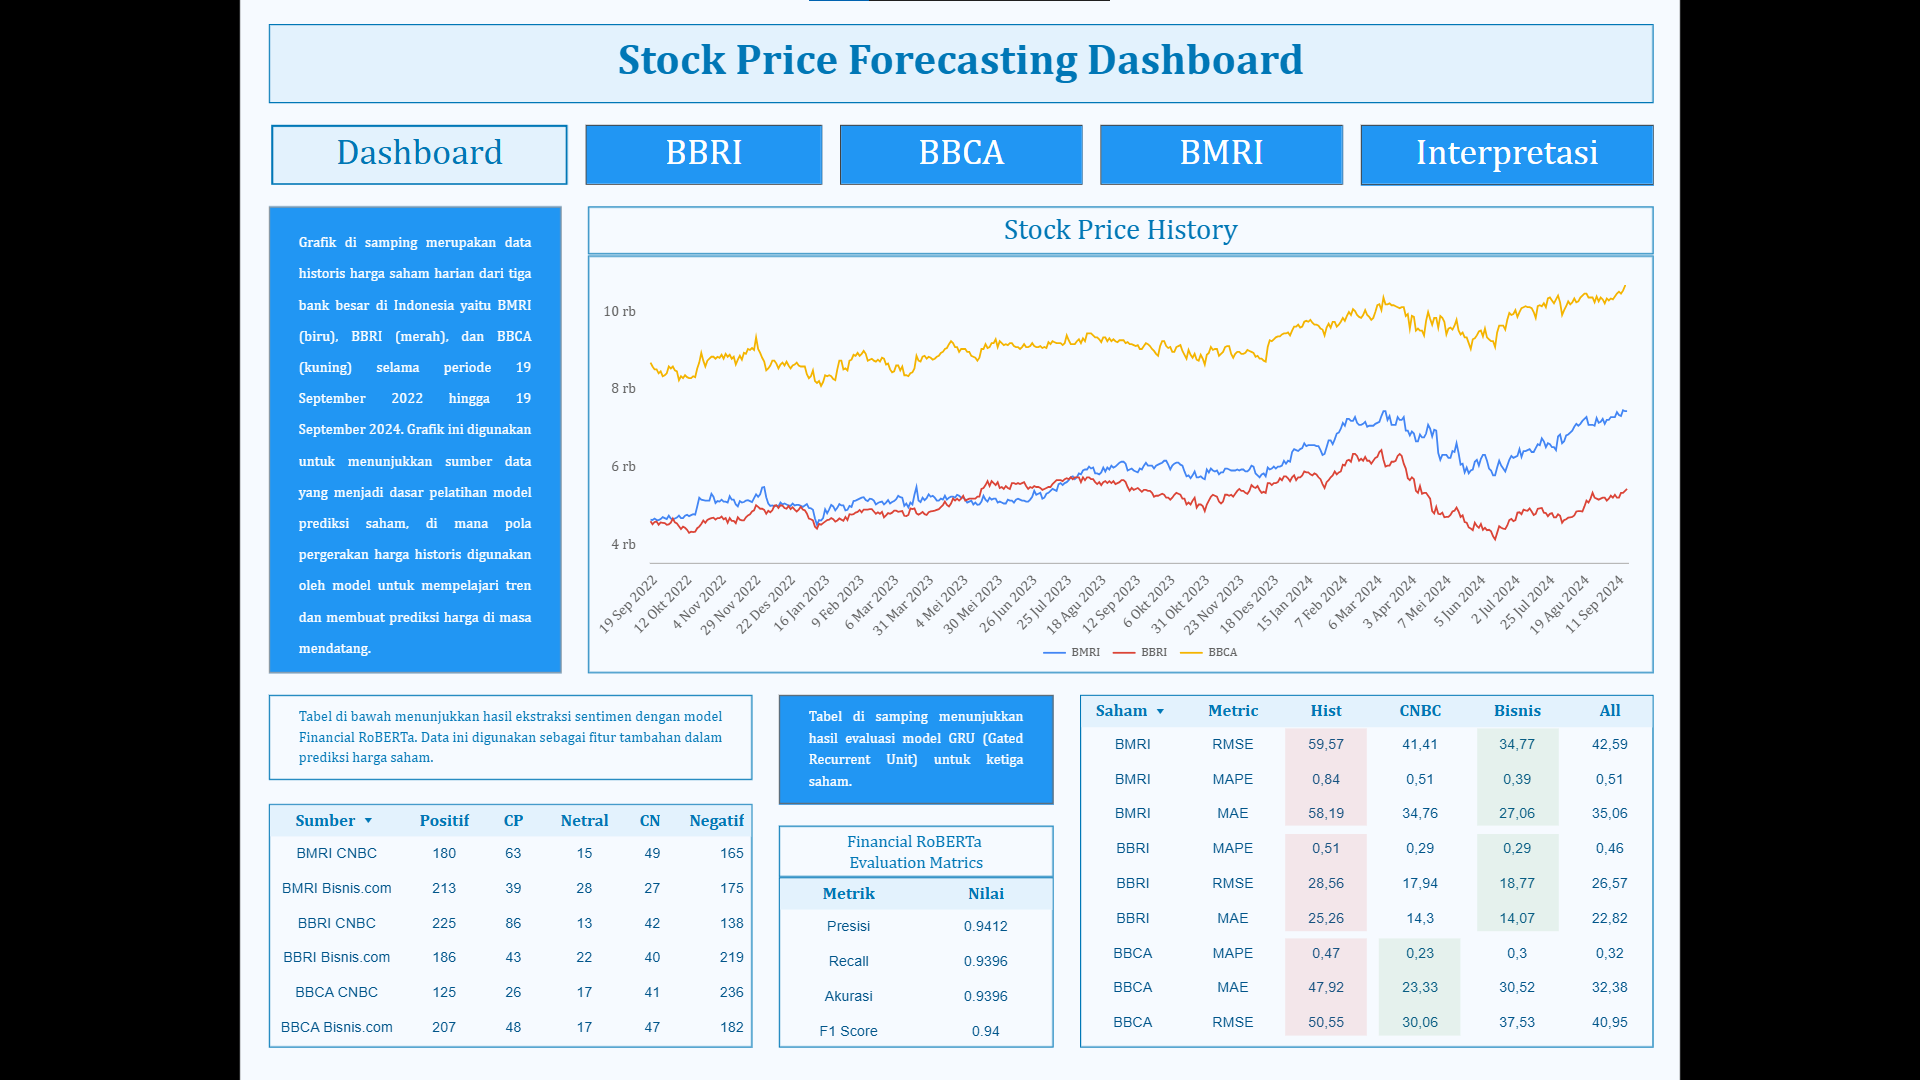 Stock Price Forecasting Dashboard
Dashboard
BBRI
BBCA
BMRI
Interpretasi
Grafik di samping merupakan data
historis harga saham harian dari tiga
bank besar di Indonesia yaitu BMRI
(biru), BBRI (merah), dan BBCA
(kuning) selama periode 19
September 2022 hingga 19
September 2024. Grafik ini digunakan
untuk menunjukkan sumber data
yang menjadi dasar pelatihan model
prediksi saham, di mana pola
pergerakan harga historis digunakan
oleh model untuk mempelajari tren
dan membuat prediksi harga di masa
mendatang.
Stock Price History
10 rb
8 rb
6 rb
4 rb
19 Sep 2022
12 Okt 2022
4 Nov 2022
29 Nov 2022
22 Des 2022
16 Jan 2023
9 Feb 2023
6 Mar 2023
31 Mar 2023
4 Mei 2023
30 Mei 2023
26 Jun 2023
25 Jul 2023
18 Agu 2023
12 Sep 2023
6 Okt 2023
31 Okt 2023
23 Nov 2023
18 Des 2023
15 Jan 2024
7 Feb 2024
6 Mar 2024
3 Apr 2024
7 Mei 2024
5 Jun 2024
2 Jul 2024
25 Jul 2024
19 Agu 2024
11 Sep 2024
BMRI BBRI BBCA
Tabel di bawah menunjukkan hasil ekstraksi sentimen dengan model
Financial RoBERTa. Data ini digunakan sebagai fitur tambahan dalam
prediksi harga saham.
Sumber Positif CP Netral CN Negatif
BMRI CNBC 180 63 15 49 165
BMRI Bisnis.com 213 39 28 27 175
BBRI CNBC 225 86 13 42 138
BBRI Bisnis.com 186 43 22 40 219
BBCA CNBC 125 26 17 41 236
BBCA Bisnis.com 207 48 17 47 182
Tabel di samping menunjukkan
hasil evaluasi model GRU (Gated
Recurrent Unit) untuk ketiga
saham.
Financial RoBERTa
Evaluation Matrics
Metrik Nilai
Presisi 0.9412
Recall 0.9396
Akurasi 0.9396
F1 Score 0.94
Saham Metric Hist CNBC Bisnis All
BMRI RMSE 59,57 41,41 34,77 42,59
BMRI MAPE 0,84 0,51 0,39 0,51
BMRI MAE 58,19 34,76 27,06 35,06
BBRI MAPE 0,51 0,29 0,29 0,46
BBRI RMSE 28,56 17,94 18,77 26,57
BBRI MAE 25,26 14,3 14,07 22,82
BBCA MAPE 0,47 0,23 0,3 0,32
BBCA MAE 47,92 23,33 30,52 32,38
BBCA RMSE 50,55 30,06 37,53 40,95